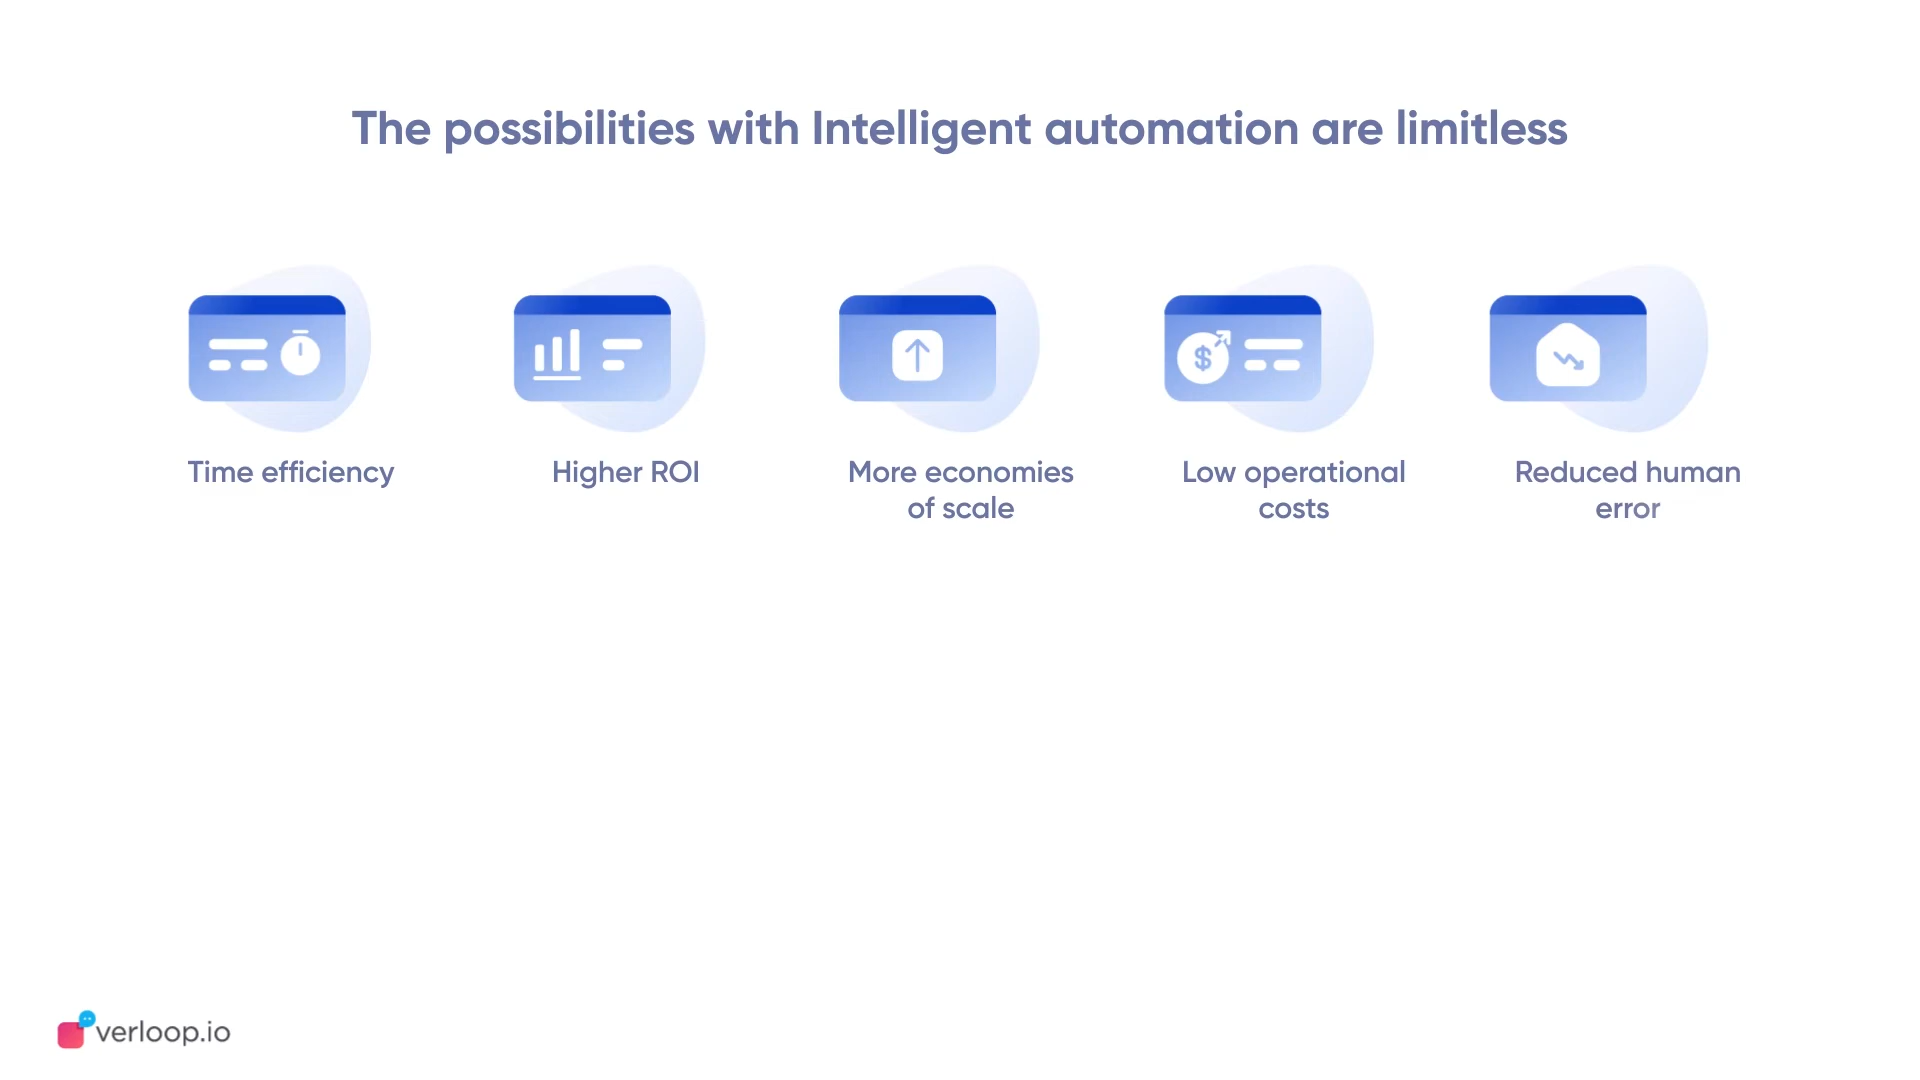 The possibilities with Intelligent automation are limitless
Time efficiency
Higher ROI
More economies
of scale
$
Low operational
costs
Reduced human
error
verloop.io